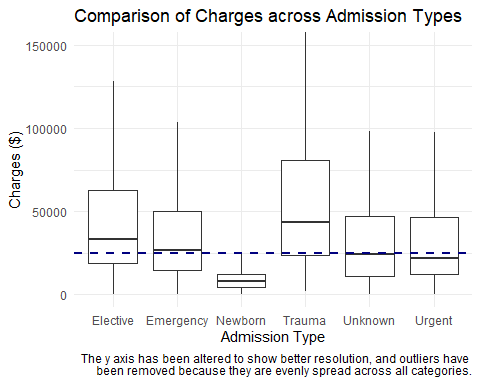 Comparison of Charges across Admission Types
150000
100000
50000
0
Charges ($)
Elective Emergency Newborn Trauma Unknown Urgent
Admission Type
The y axis has been altered to show better resolution, and outliers have
been removed because they are evenly spread across all categories.